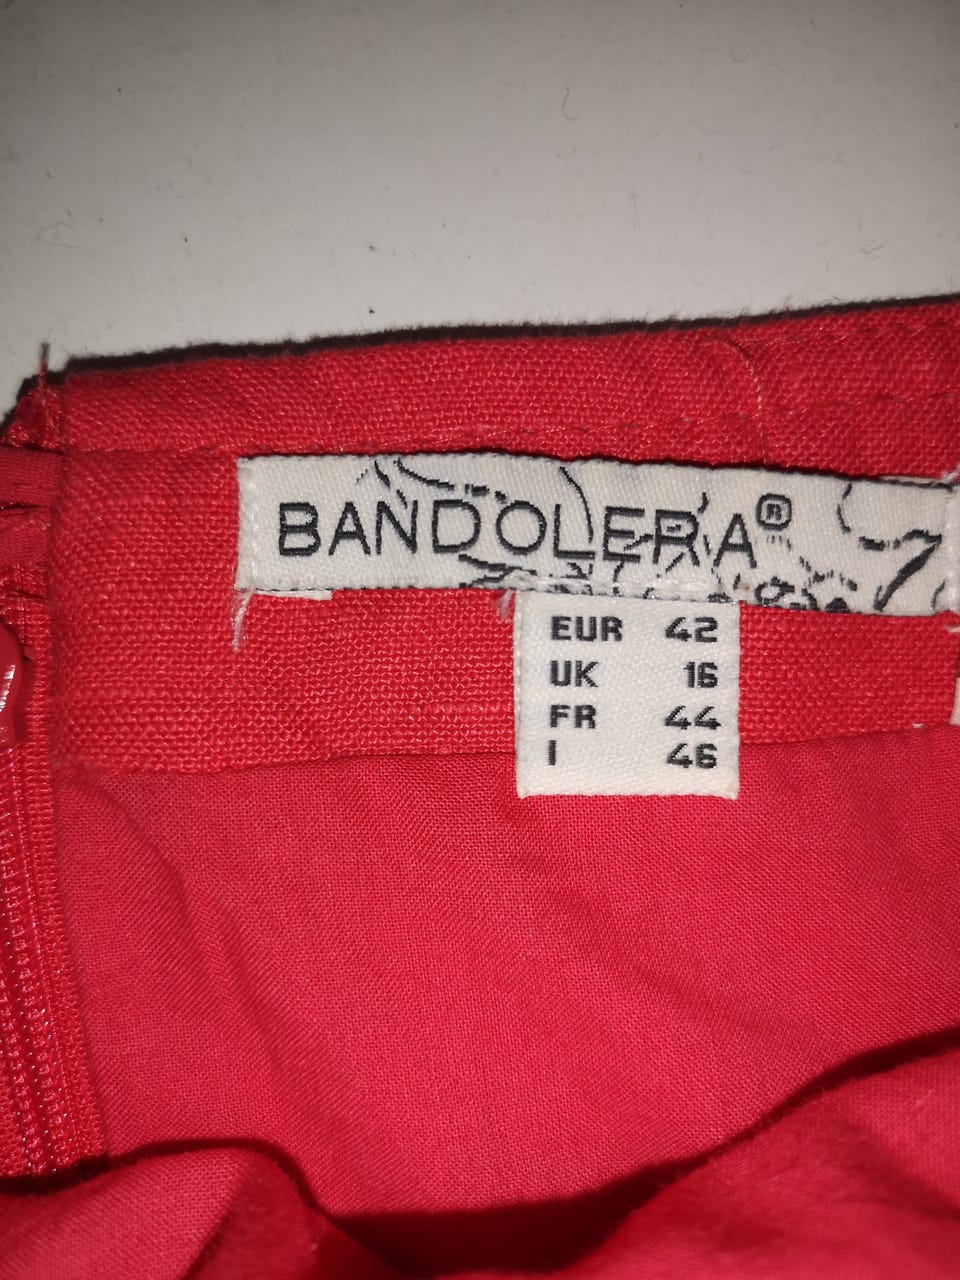 BANDOLERA®
EUR 42
UK 16
FR 44
I 46